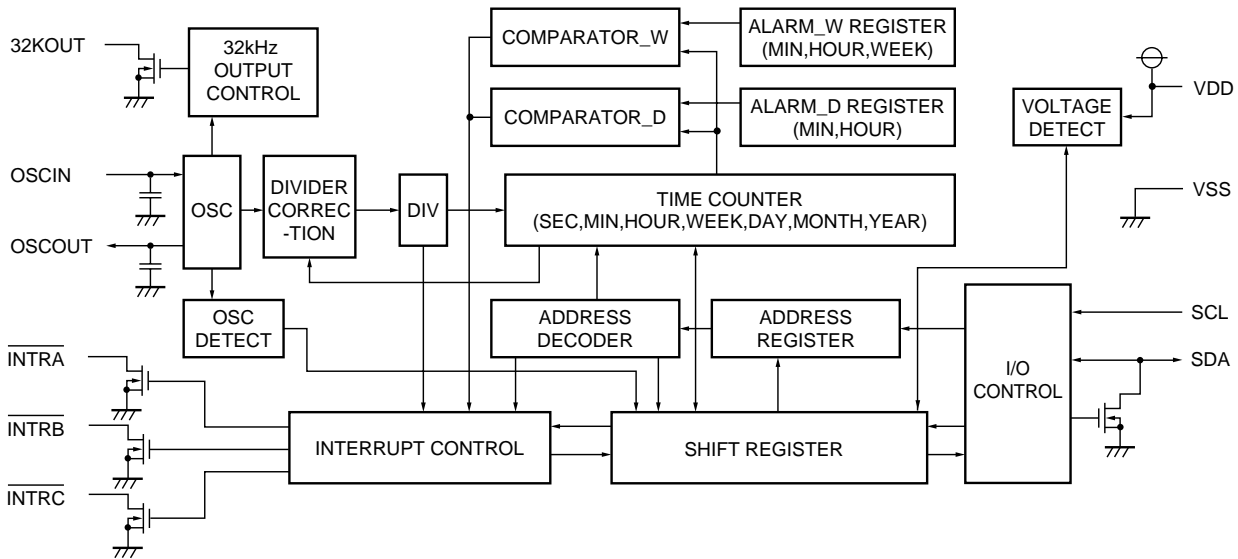 32KOUT
32kHz
OUTPUT
CONTROL
COMPARATOR_W
ALARM_W REGISTER
(MIN,HOUR,WEEK)
COMPARATOR_D
ALARM_D REGISTER
(MIN,HOUR)
VOLTAGE
DETECT
VDD
VSS
OSCIN
OSCOUT
OSC
DIVIDER
CORREC
-TION
DIV
TIME COUNTER
(SEC,MIN,HOUR,WEEK,DAY,MONTH,YEAR)
OSC
DETECT
ADDRESS
DECODER
ADDRESS
REGISTER
I/O
CONTROL
SCL
SDA
INTRA
INTRB
INTRC
INTERRUPT CONTROL
SHIFT REGISTER